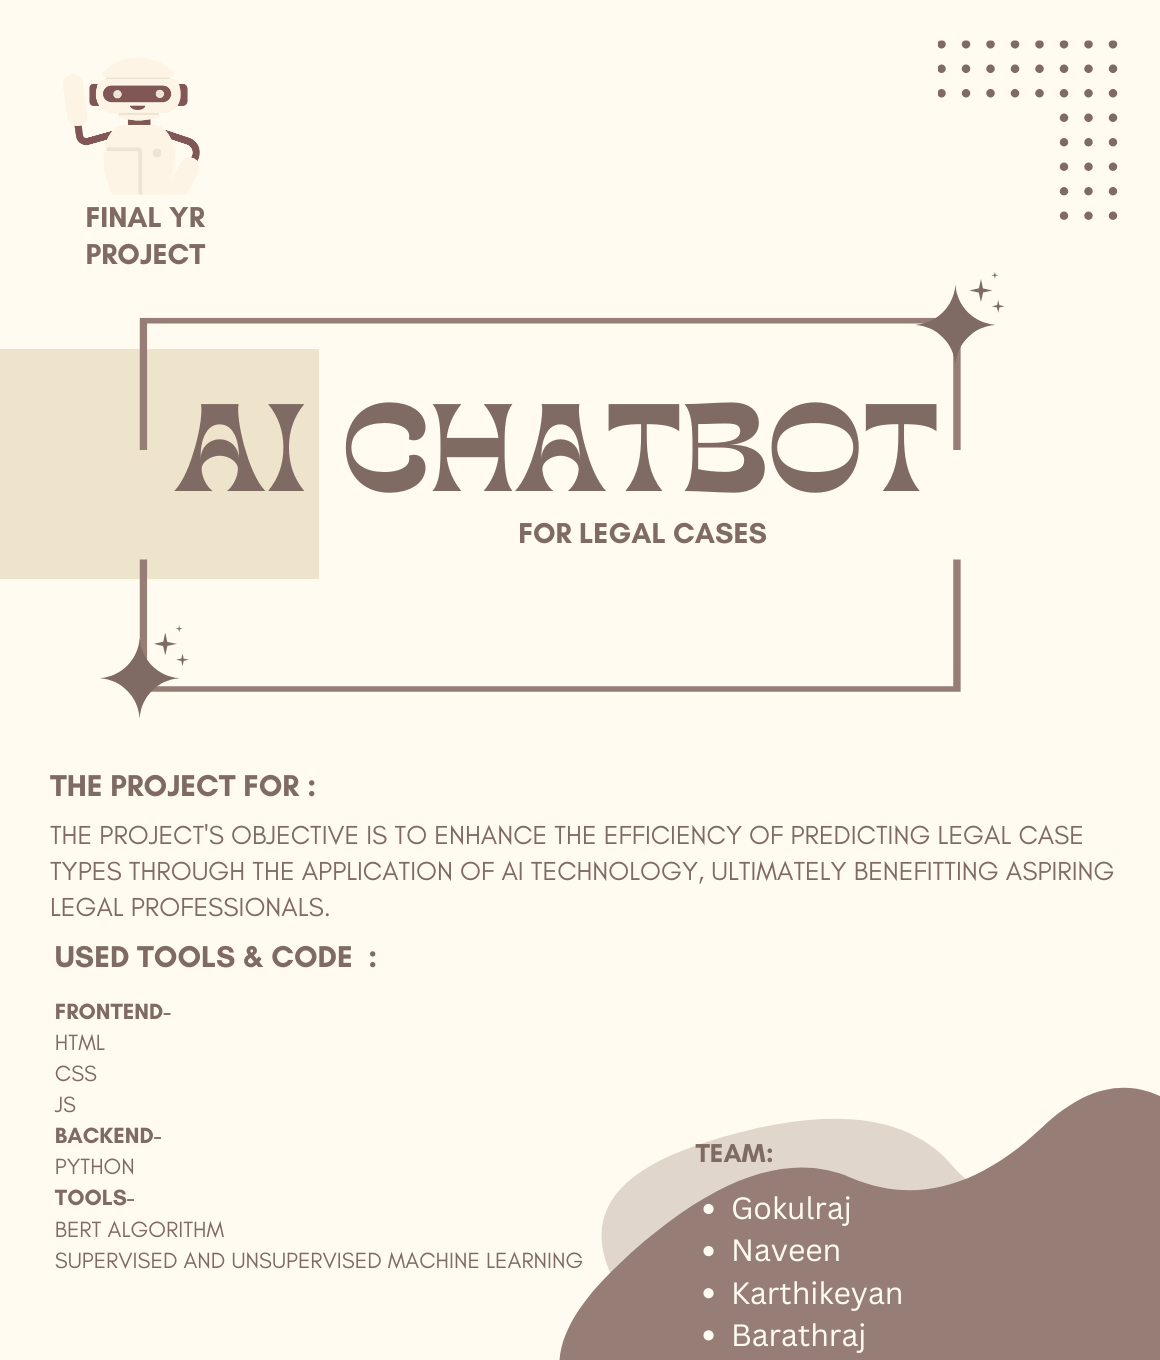 FINAL YR
PROJECT
AI CHATBOT
FOR LEGAL CASES
THE PROJECT FOR :
THE PROJECT'S OBJECTIVE IS TO ENHANCE THE EFFICIENCY OF PREDICTING LEGAL CASE
TYPES THROUGH THE APPLICATION OF AI TECHNOLOGY, ULTIMATELY BENEFITTING ASPIRING
LEGAL PROFESSIONALS.
USED TOOLS & CODE :
FRONTEND-
HTML
CSS
JS
BACKEND-
PYTHON
TOOLS-
BERT ALGORITHM
SUPERVISED AND UNSUPERVISED MACHINE LEARNING
TEAM:
• Gokulraj
• Naveen
• Karthikeyan
• Barathraj